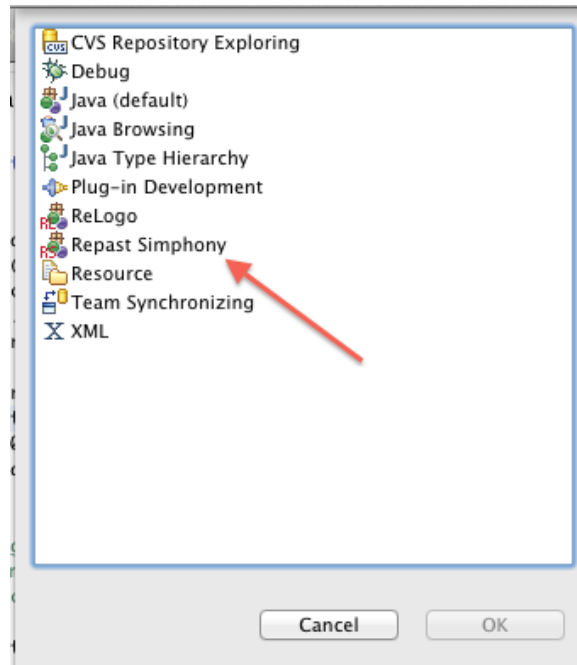 CVS Repository Exploring
Debug
Java (default)
Java Browsing
Java Type Hierarchy
Plug-in Development
ReLogo
Repast Simphony
Resource
Team Synchronizing
XML
Cancel OK